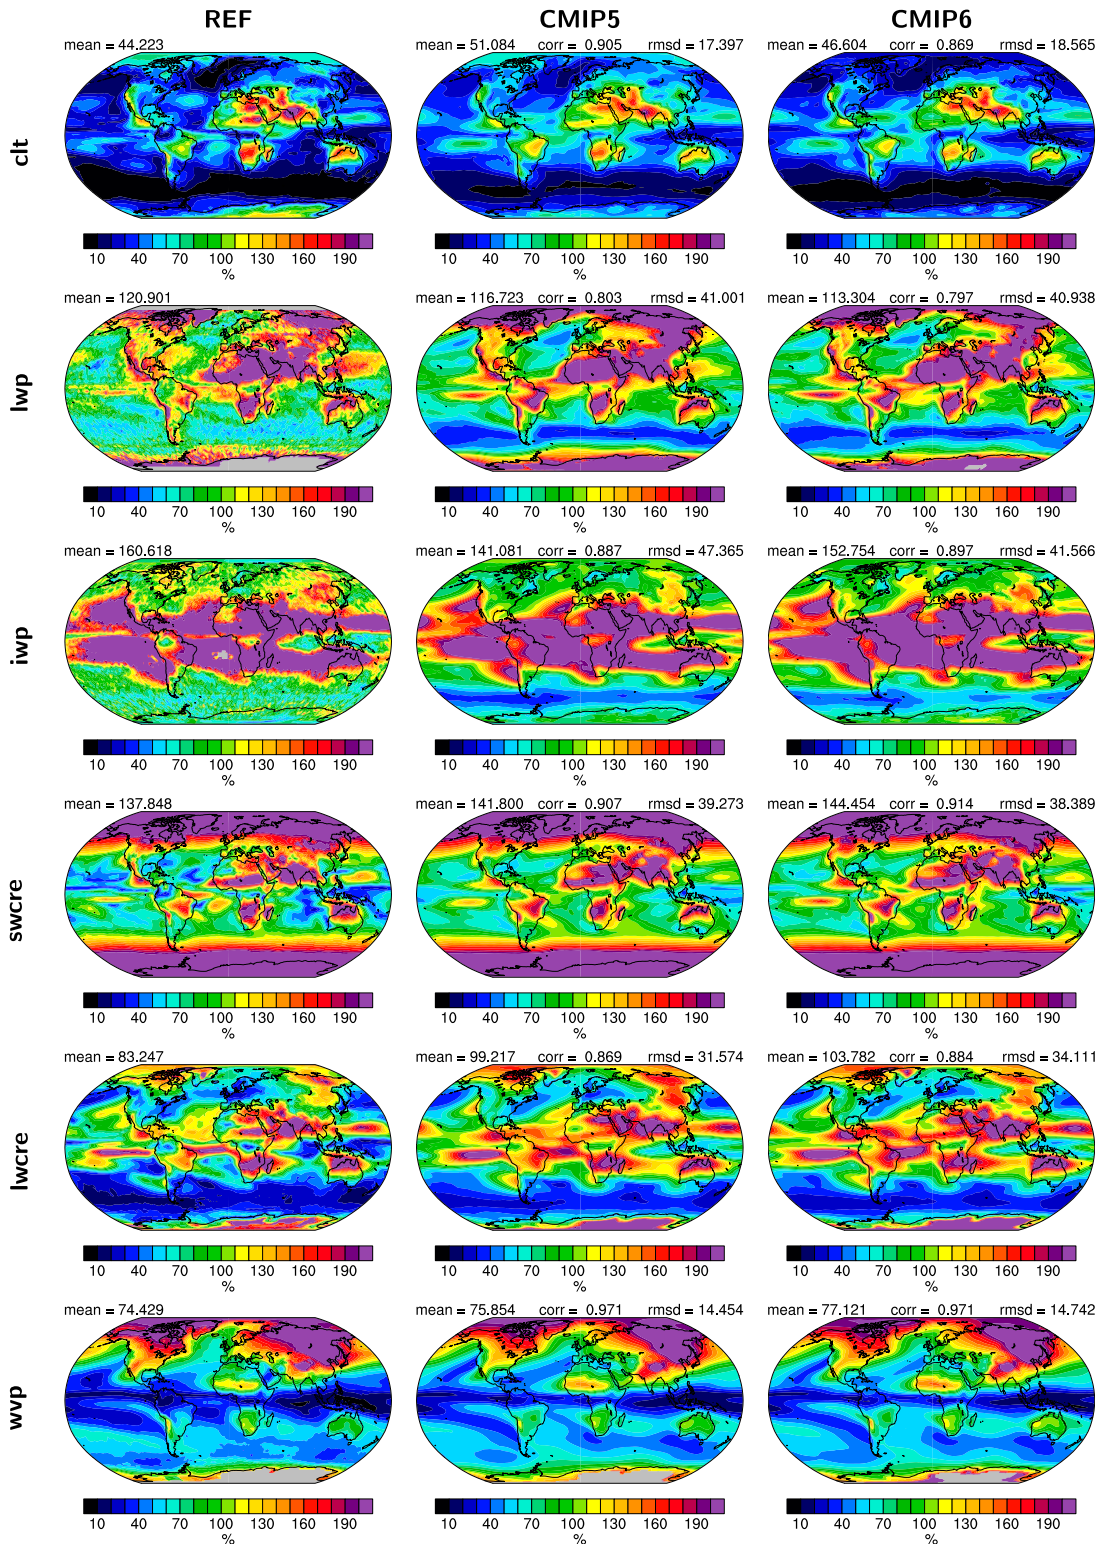 REF CMIP5 CMIP6
mean = 44.223 mean = 51.084 corr = 0.905 rmsd = 17.397 mean = 46.604 corr = 0.869 rmsd = 18.565
clt
10 40 70 100 130 160 190 10 40 70 100 130 160 190 10 40 70 100 130 160 190
% % %
mean = 120.901 mean = 116.723 corr = 0.803 rmsd = 41.001 mean = 113.304 corr = 0.797 rmsd = 40.938
lwp
10 40 70 100 130 160 190 10 40 70 100 130 160 190 10 40 70 100 130 160 190
% % %
mean = 160.618 mean = 141.081 corr = 0.887 rmsd = 47.365 mean = 152.754 corr = 0.897 rmsd = 41.566
iwp
10 40 70 100 130 160 190 10 40 70 100 130 160 190 10 40 70 100 130 160 190
% % %
mean = 137.848 mean = 141.800 corr = 0.907 rmsd = 39.273 mean = 144.454 corr = 0.914 rmsd = 38.389
swcre
10 40 70 100 130 160 190 10 40 70 100 130 160 190 10 40 70 100 130 160 190
% % %
mean = 83.247 mean = 99.217 corr = 0.869 rmsd = 31.574 mean = 103.782 corr = 0.884 rmsd = 34.111
lwcre
10 40 70 100 130 160 190 10 40 70 100 130 160 190 10 40 70 100 130 160 190
% % %
mean = 74.429 mean = 75.854 corr = 0.971 rmsd = 14.454 mean = 77.121 corr = 0.971 rmsd = 14.742
wvp
10 40 70 100 130 160 190 10 40 70 100 130 160 190 10 40 70 100 130 160 190
% % %